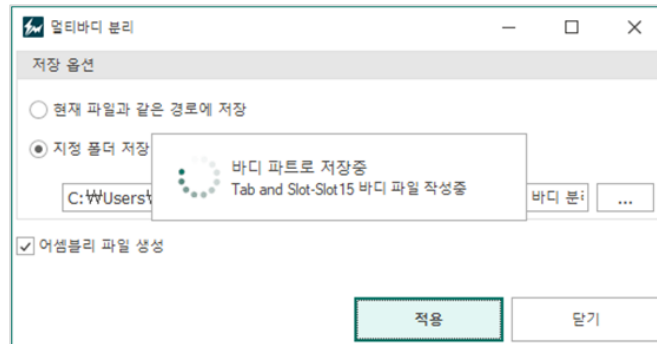 멀티바디 분리
저장 옵션
현재 파일과 같은 경로에 저장
지정 폴더 저장
바디 파트로 저장중
Tab and Slot-Slot15 바디 파일 작성중
C:₩Users₩
바디 분리
...
어셈블리 파일 생성
적용
닫기